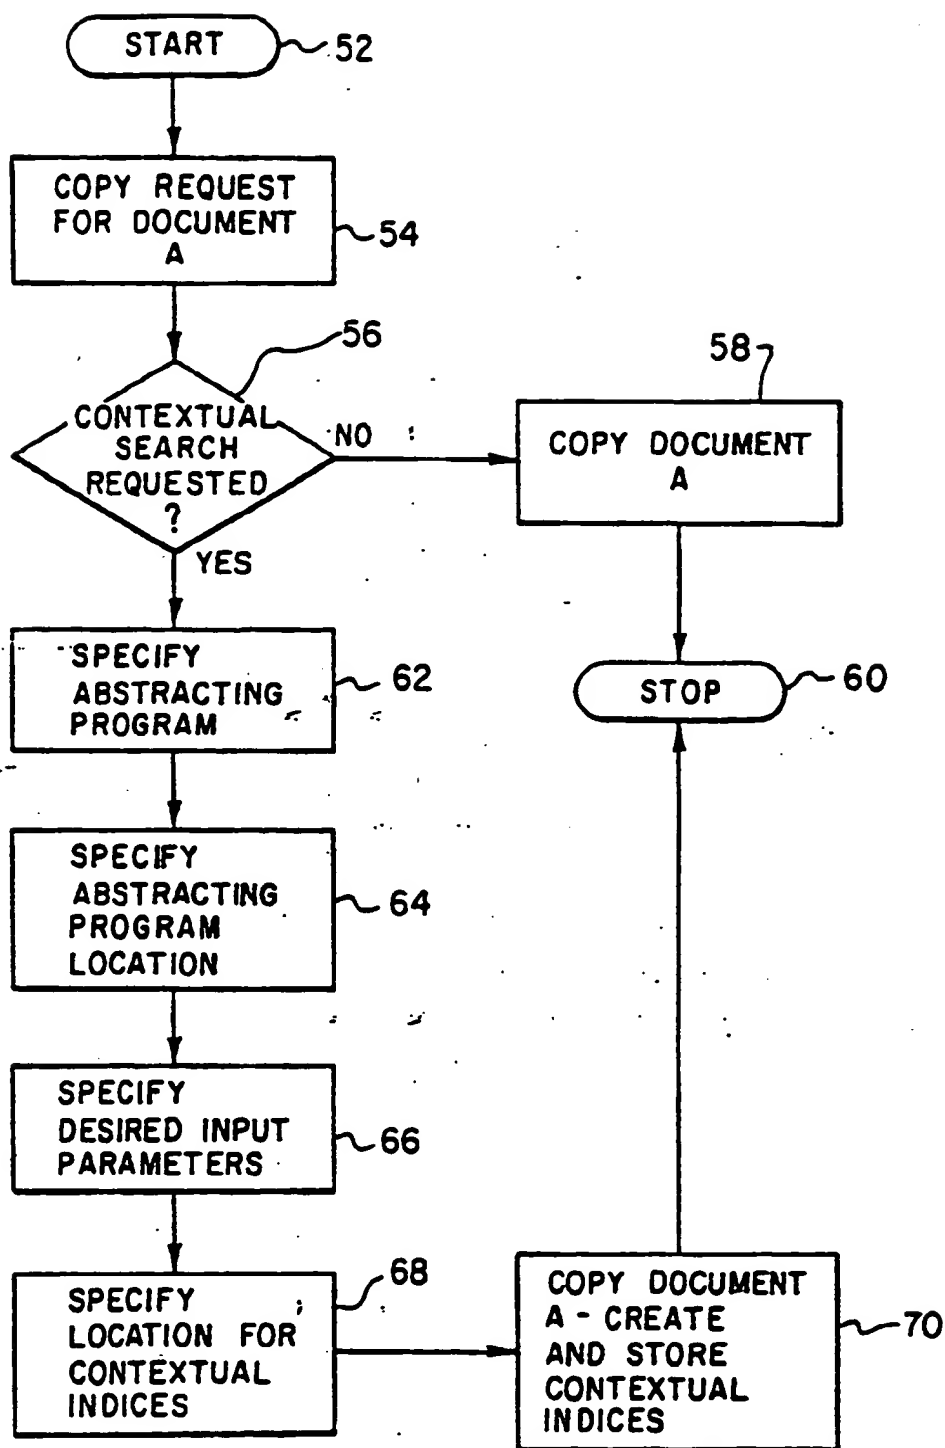 START
52
COPY REQUEST
FOR DOCUMENT
A
54
56
CONTEXTUAL
SEARCH
REQUESTED
?
NO
YES
58
COPY DOCUMENT
A
STOP
60
SPECIFY
ABSTRACTING
PROGRAM
62
SPECIFY
ABSTRACTING
PROGRAM
LOCATION
64
SPECIFY
DESIRED INPUT
PARAMETERS
66
SPECIFY
LOCATION FOR
CONTEXTUAL
INDICES
68
COPY DOCUMENT
A - CREATE
AND STORE
CONTEXTUAL
INDICES
70